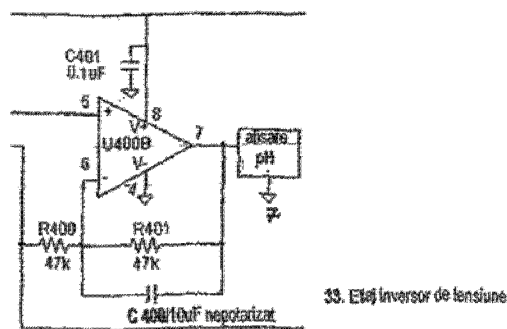 C401
0.1uF
5
+
8
V+
U400B
7
afisare
pH
6
-
V-
4
R400
47k
R401
47k
C 400/10uF nepolarizat
33. Etaj inversor de tensiune